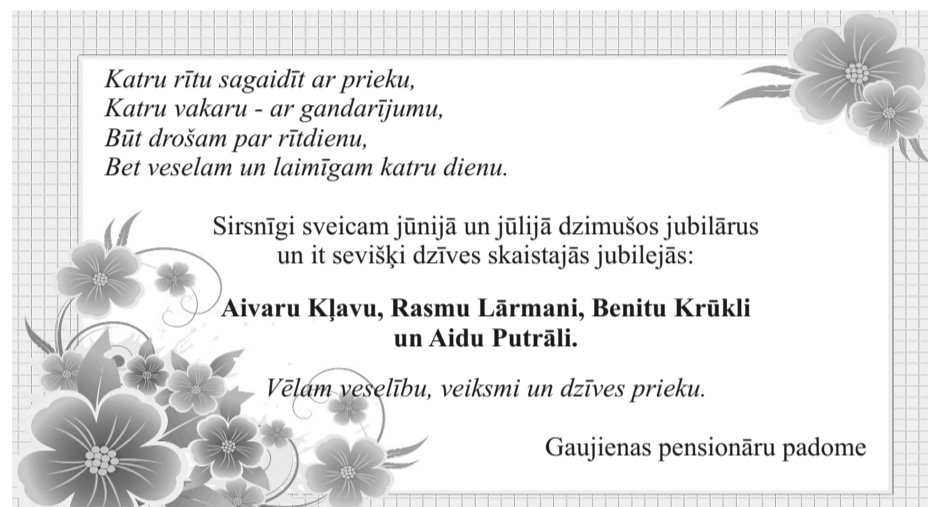 Katru rītu sagaidīt ar prieku,
Katru vakaru - ar gandarījumu,
Būt drošam par rītdienu,
Bet veselam un laimīgam katru dienu.
Sirsnīgi sveicam jūnijā un jūlijā dzimušos jubilārus
un it sevišķi dzīves skaistajās jubilejās:
Aivaru Kļavu, Rasmu Lārmani, Benitu Krūkli
un Aidu Putrāli.
Vēlam veselību, veiksmi un dzīves prieku.
Gaujienas pensionāru padome